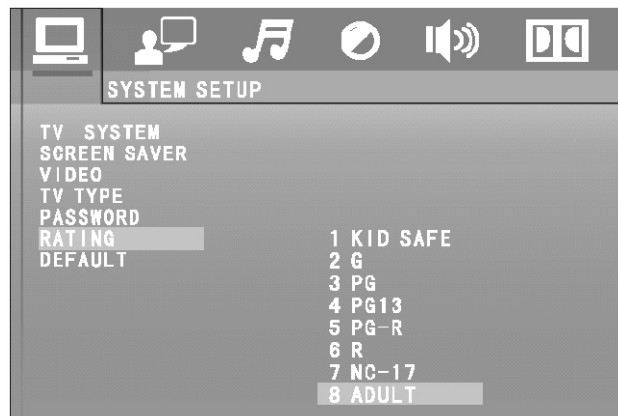 SYSTEM SETUP
TV SYSTEM
SCREEN SAVER
VIDEO
TV TYPE
PASSWORD
RATING
DEFAULT
1 KID SAFE
2 G
3 PG
4 PG13
5 PG-R
6 R
7 NC-17
8 ADULT